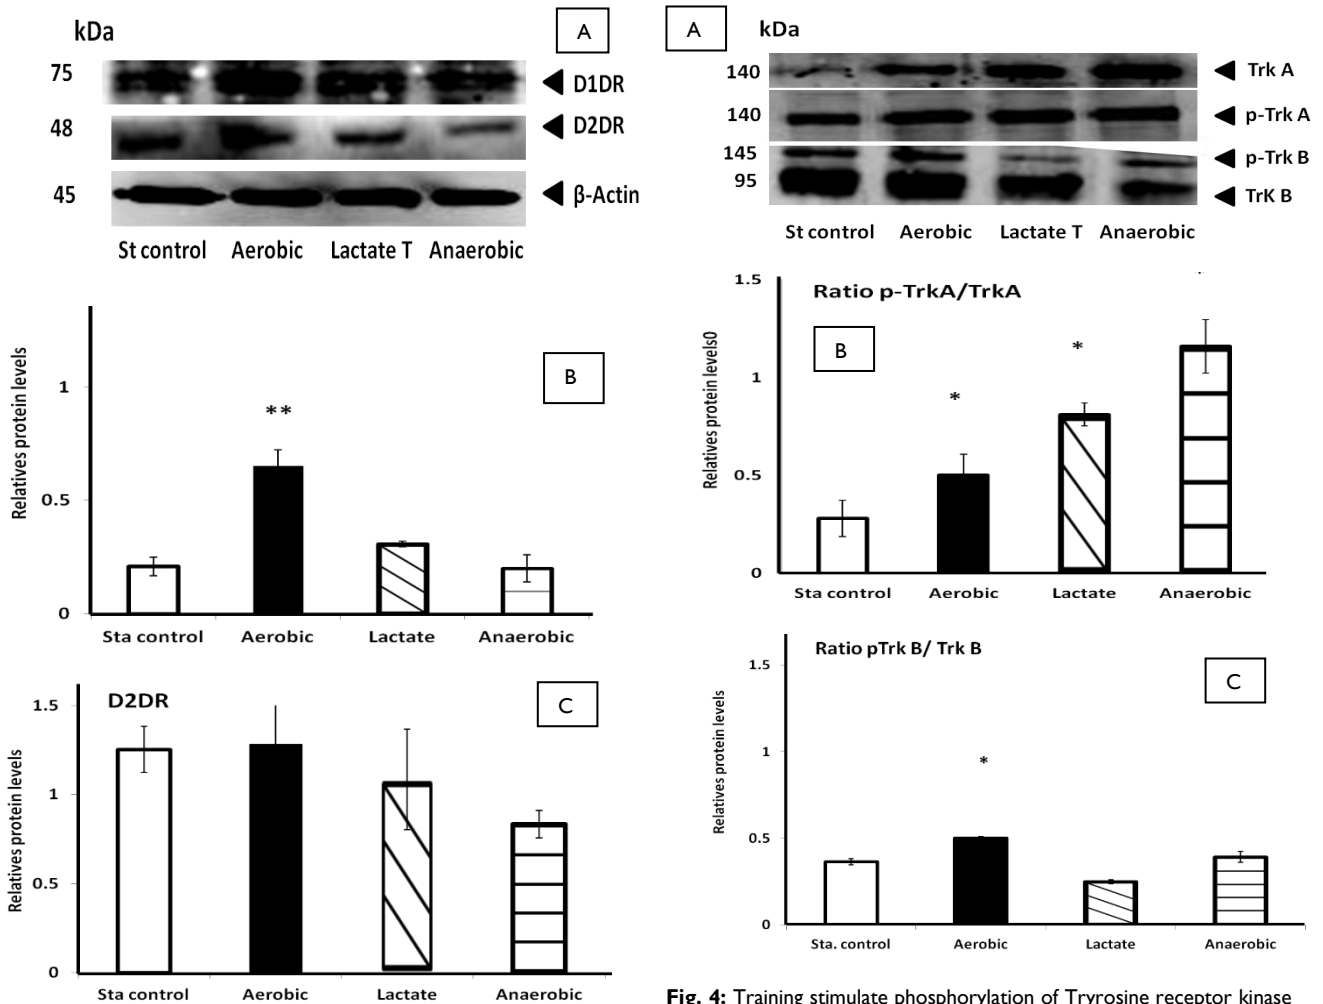 kDa
A
75
D1DR
48
D2DR
45
β-Actin
St control Aerobic Lactate T Anaerobic
B
Relatives protein levels
1
**
0.5
0
Sta control Aerobic Lactate Anaerobic
D2DR
C
Relatives protein levels
1.5
1
0.5
0
Sta control Aerobic Lactate Anaerobic
A
kDa
140
Trk A
140
p-Trk A
145
p-Trk B
95
TrK B
St control Aerobic Lactate T Anaerobic
Ratio p-TrkA/TrkA
B
Relatives protein levels0
1.5
1
*
*
0.5
0
Sta control Aerobic Lactate Anaerobic
Ratio pTrk B/ Trk B
C
Relatives protein levels
1.5
1
*
0.5
0
Sta. control Aerobic Lactate Anaerobic
Fig. 4: Training stimulate phosphorylation of Tryrosine receptor kinase